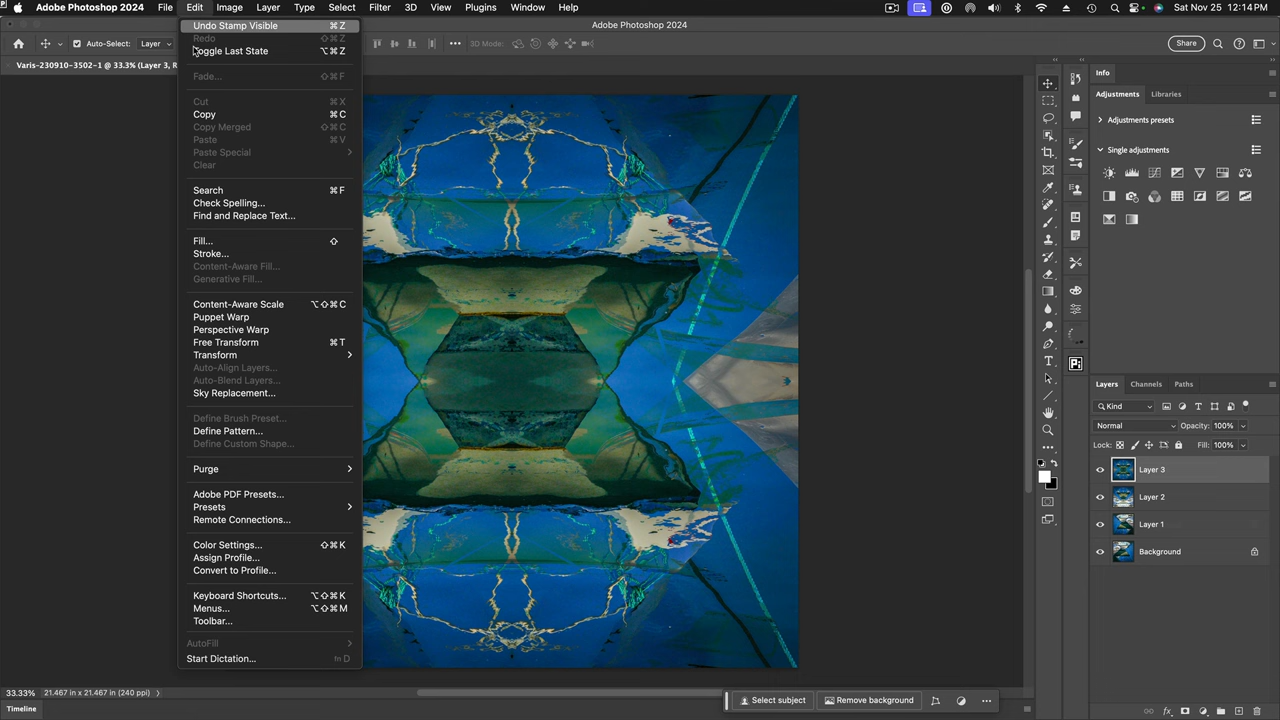 Adobe Photoshop 2024 File Edit Image Layer Type Select Filter 3D View Plugins Window Help Sat Nov 25 12:14 PM
Adobe Photoshop 2024
Auto-Select: Layer 3D Mode: Share
Varis-230910-3502-1 @ 33.3% (Layer 3, R
Undo Stamp Visible ⌘Z
Redo ⇧⌘Z
Toggle Last State ⌥⌘Z
Fade... ⇧⌘F
Cut ⌘X
Copy ⌘C
Copy Merged ⇧⌘C
Paste ⌘V
Paste Special
Clear
Search ⌘F
Check Spelling...
Find and Replace Text...
Fill... ⇧
Stroke...
Content-Aware Fill...
Generative Fill...
Content-Aware Scale ⌥⇧⌘C
Puppet Warp
Perspective Warp
Free Transform ⌘T
Transform
Auto-Align Layers...
Auto-Blend Layers...
Sky Replacement...
Define Brush Preset...
Define Pattern...
Define Custom Shape...
Purge
Adobe PDF Presets...
Presets
Remote Connections...
Color Settings... ⇧⌘K
Assign Profile...
Convert to Profile...
Keyboard Shortcuts... ⌥⇧⌘K
Menus... ⌥⇧⌘M
Toolbar...
AutoFill
Start Dictation... fn D
Info
Adjustments Libraries
Adjustments presets
Single adjustments
Layers Channels Paths
Kind
Normal Opacity: 100%
Lock: Fill: 100%
Layer 3
Layer 2
Layer 1
Background
Select subject Remove background
33.33% 21.467 in x 21.467 in (240 ppi)
Timeline